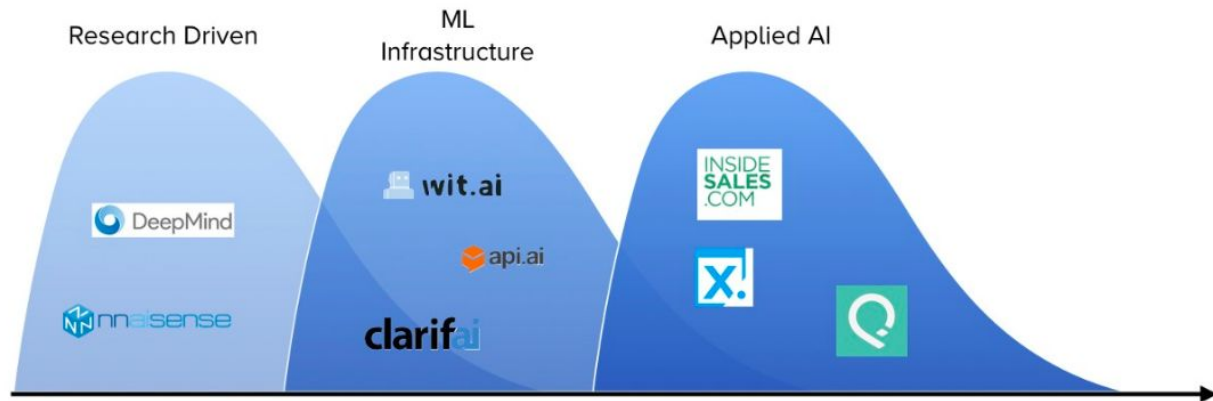 Research Driven
ML
Infrastructure
Applied AI
DeepMind
nnaisense
wit.ai
api.ai
clarifai
INSIDE
SALES
.COM
X!